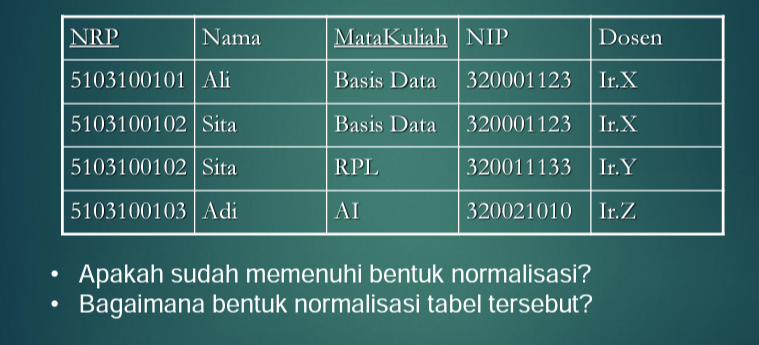 NRP Nama MataKuliah NIP Dosen
5103100101 Ali Basis Data 320001123 Ir.X
5103100102 Sita Basis Data 320001123 Ir.X
5103100102 Sita RPL 320011133 Ir.Y
5103100103 Adi AI 320021010 Ir.Z
• Apakah sudah memenuhi bentuk normalisasi?
• Bagaimana bentuk normalisasi tabel tersebut?